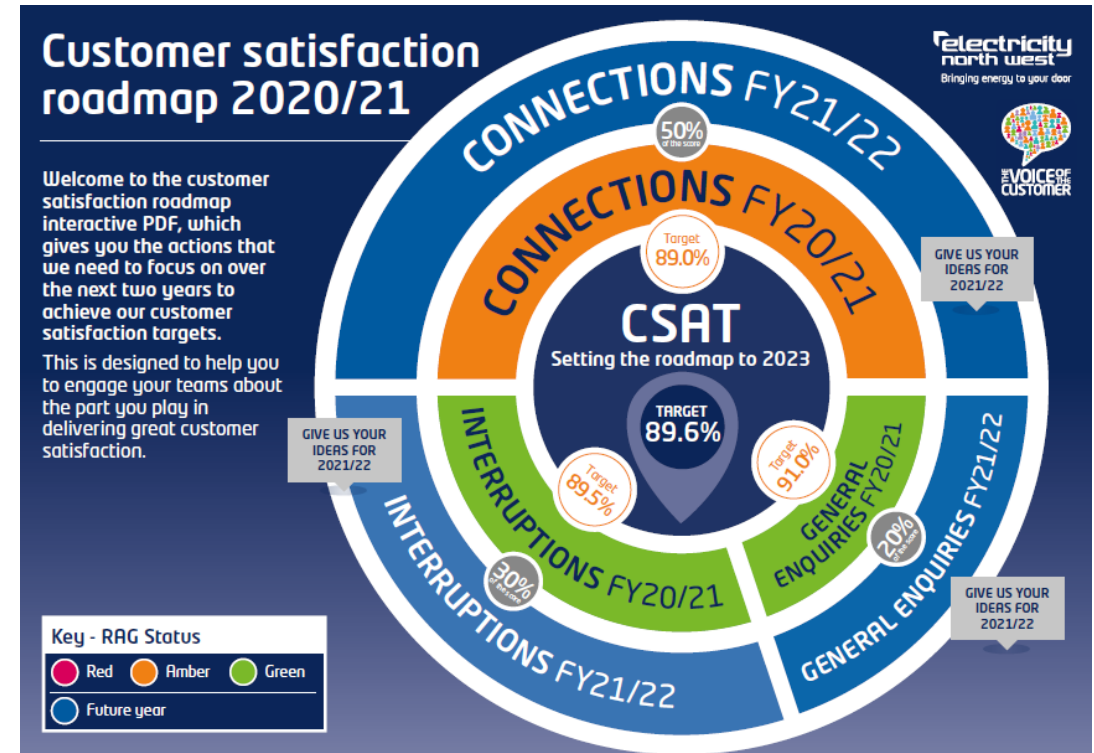 Customer satisfaction
roadmap 2020/21
Welcome to the customer
satisfaction roadmap
interactive PDF, which
gives you the actions that
we need to focus on over
the next two years to
achieve our customer
satisfaction targets.
This is designed to help you
to engage your teams about
the part you play in
delivering great customer
satisfaction.
electricity
north west
Bringing energy to your door
THE VOICE OF THE
CUSTOMER
CONNECTIONS FY21/22
50%
of the score
CONNECTIONS FY20/21
Target
89.0%
GIVE US YOUR
IDEAS FOR
2021/22
CSAT
Setting the roadmap to 2023
TARGET
89.6%
GIVE US YOUR
IDEAS FOR
2021/22
INTERRUPTIONS FY20/21
Target
89.5%
30%
of the score
INTERRUPTIONS FY21/22
Target
91.0%
GENERAL
ENQUIRIES FY20/21
20%
of the score
GENERAL ENQUIRIES FY21/22
GIVE US YOUR
IDEAS FOR
2021/22
Key - RAG Status
Red Amber Green
Future year